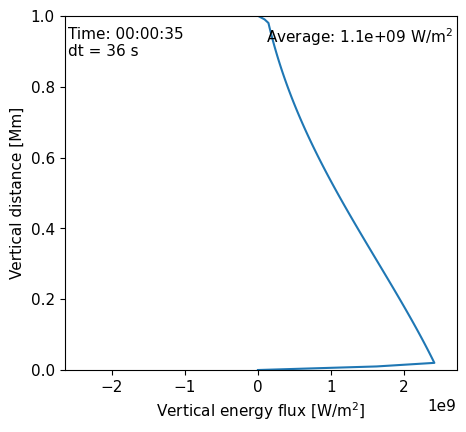 Time: 00:00:35
dt = 36 s
Average: 1.1e+09 W/m²
1.0
0.8
0.6
0.4
0.2
0.0
Vertical distance [Mm]
−2
−1
0
1
2
1e9
Vertical energy flux [W/m²]